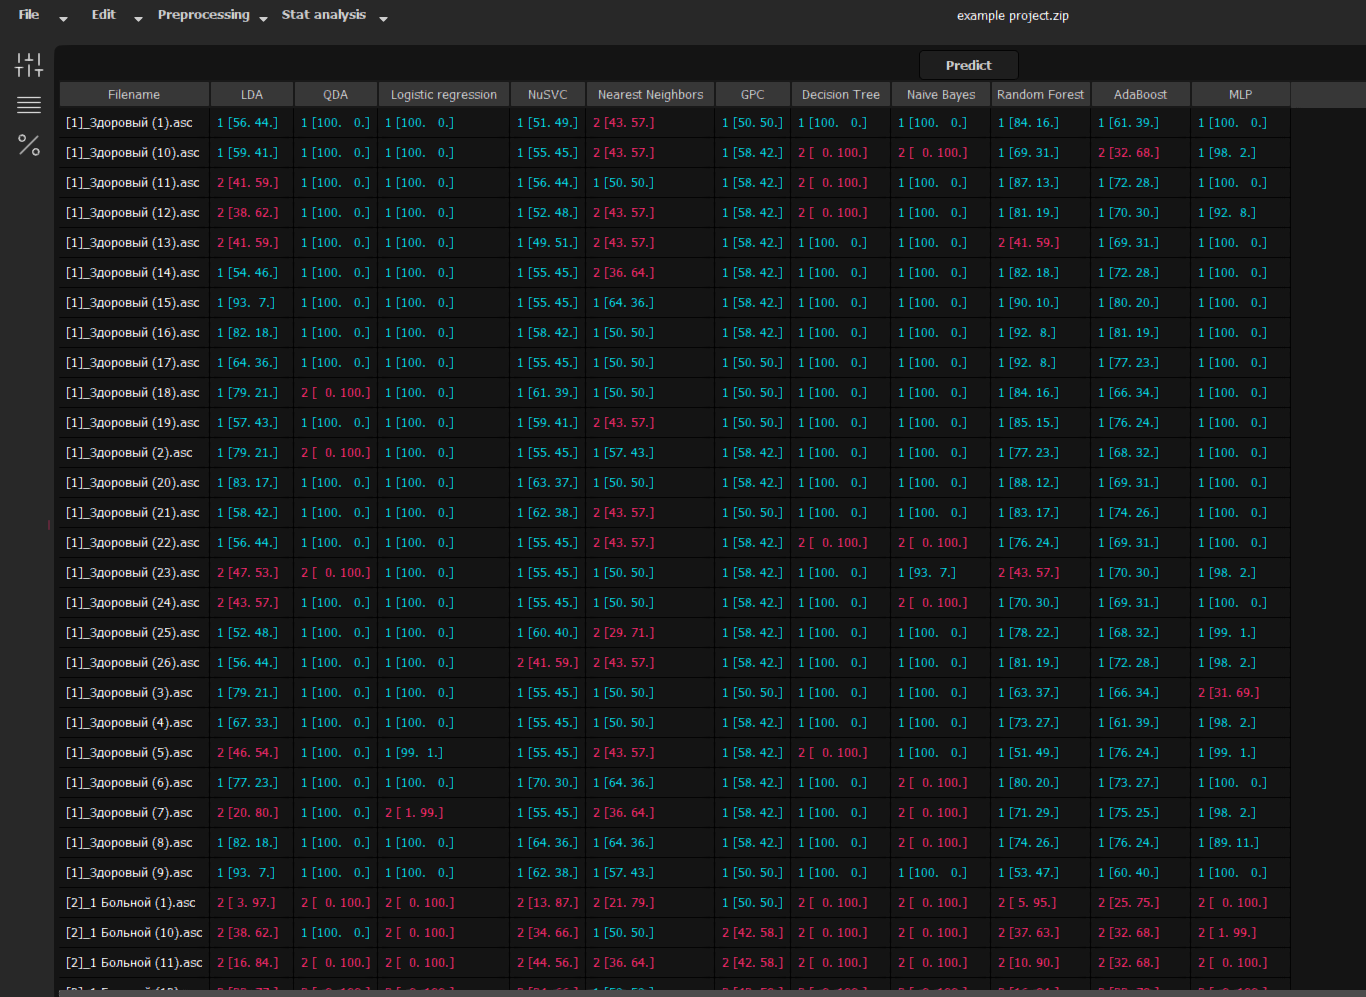 File Edit Preprocessing Stat analysis example project.zip
Predict
Filename LDA QDA Logistic regression NuSVC Nearest Neighbors GPC Decision Tree Naive Bayes Random Forest AdaBoost MLP
[1]_Здоровый (1).asc 1 [56. 44.] 1 [100. 0.] 1 [100. 0.] 1 [51. 49.] 2 [43. 57.] 1 [50. 50.] 1 [100. 0.] 1 [100. 0.] 1 [84. 16.] 1 [61. 39.] 1 [100. 0.]
[1]_Здоровый (10).asc 1 [59. 41.] 1 [100. 0.] 1 [100. 0.] 1 [55. 45.] 2 [43. 57.] 1 [58. 42.] 2 [ 0. 100.] 2 [ 0. 100.] 1 [69. 31.] 2 [32. 68.] 1 [98. 2.]
[1]_Здоровый (11).asc 2 [41. 59.] 1 [100. 0.] 1 [100. 0.] 1 [56. 44.] 1 [50. 50.] 1 [58. 42.] 2 [ 0. 100.] 1 [100. 0.] 1 [87. 13.] 1 [72. 28.] 1 [100. 0.]
[1]_Здоровый (12).asc 2 [38. 62.] 1 [100. 0.] 1 [100. 0.] 1 [52. 48.] 2 [43. 57.] 1 [58. 42.] 2 [ 0. 100.] 1 [100. 0.] 1 [81. 19.] 1 [70. 30.] 1 [92. 8.]
[1]_Здоровый (13).asc 2 [41. 59.] 1 [100. 0.] 1 [100. 0.] 1 [49. 51.] 2 [43. 57.] 1 [58. 42.] 1 [100. 0.] 1 [100. 0.] 2 [41. 59.] 1 [69. 31.] 1 [100. 0.]
[1]_Здоровый (14).asc 1 [54. 46.] 1 [100. 0.] 1 [100. 0.] 1 [55. 45.] 2 [36. 64.] 1 [58. 42.] 1 [100. 0.] 1 [100. 0.] 1 [82. 18.] 1 [72. 28.] 1 [100. 0.]
[1]_Здоровый (15).asc 1 [93. 7.] 1 [100. 0.] 1 [100. 0.] 1 [55. 45.] 1 [64. 36.] 1 [58. 42.] 1 [100. 0.] 1 [100. 0.] 1 [90. 10.] 1 [80. 20.] 1 [100. 0.]
[1]_Здоровый (16).asc 1 [82. 18.] 1 [100. 0.] 1 [100. 0.] 1 [58. 42.] 1 [50. 50.] 1 [58. 42.] 1 [100. 0.] 1 [100. 0.] 1 [92. 8.] 1 [81. 19.] 1 [100. 0.]
[1]_Здоровый (17).asc 1 [64. 36.] 1 [100. 0.] 1 [100. 0.] 1 [55. 45.] 1 [50. 50.] 1 [58. 42.] 1 [100. 0.] 1 [100. 0.] 1 [92. 8.] 1 [77. 23.] 1 [100. 0.]
[1]_Здоровый (18).asc 1 [79. 21.] 2 [ 0. 100.] 1 [100. 0.] 1 [61. 39.] 1 [50. 50.] 1 [50. 50.] 1 [100. 0.] 1 [100. 0.] 1 [84. 16.] 1 [66. 34.] 1 [100. 0.]
[1]_Здоровый (19).asc 1 [57. 43.] 1 [100. 0.] 1 [100. 0.] 1 [59. 41.] 2 [43. 57.] 1 [50. 50.] 1 [100. 0.] 1 [100. 0.] 1 [85. 15.] 1 [76. 24.] 1 [100. 0.]
[1]_Здоровый (2).asc 1 [79. 21.] 2 [ 0. 100.] 1 [100. 0.] 1 [55. 45.] 1 [57. 43.] 1 [58. 42.] 1 [100. 0.] 1 [100. 0.] 1 [77. 23.] 1 [68. 32.] 1 [100. 0.]
[1]_Здоровый (20).asc 1 [83. 17.] 1 [100. 0.] 1 [100. 0.] 1 [63. 37.] 1 [50. 50.] 1 [58. 42.] 1 [100. 0.] 1 [100. 0.] 1 [88. 12.] 1 [69. 31.] 1 [100. 0.]
[1]_Здоровый (21).asc 1 [58. 42.] 1 [100. 0.] 1 [100. 0.] 1 [62. 38.] 2 [43. 57.] 1 [50. 50.] 1 [100. 0.] 1 [100. 0.] 1 [83. 17.] 1 [74. 26.] 1 [100. 0.]
[1]_Здоровый (22).asc 1 [56. 44.] 1 [100. 0.] 1 [100. 0.] 1 [55. 45.] 2 [43. 57.] 1 [58. 42.] 2 [ 0. 100.] 2 [ 0. 100.] 1 [76. 24.] 1 [69. 31.] 1 [100. 0.]
[1]_Здоровый (23).asc 2 [47. 53.] 2 [ 0. 100.] 1 [100. 0.] 1 [55. 45.] 1 [50. 50.] 1 [58. 42.] 1 [100. 0.] 1 [93. 7.] 2 [43. 57.] 1 [70. 30.] 1 [98. 2.]
[1]_Здоровый (24).asc 2 [43. 57.] 1 [100. 0.] 1 [100. 0.] 1 [55. 45.] 1 [50. 50.] 1 [58. 42.] 1 [100. 0.] 2 [ 0. 100.] 1 [70. 30.] 1 [69. 31.] 1 [100. 0.]
[1]_Здоровый (25).asc 1 [52. 48.] 1 [100. 0.] 1 [100. 0.] 1 [60. 40.] 2 [29. 71.] 1 [58. 42.] 1 [100. 0.] 1 [100. 0.] 1 [78. 22.] 1 [68. 32.] 1 [99. 1.]
[1]_Здоровый (26).asc 1 [56. 44.] 1 [100. 0.] 1 [100. 0.] 2 [41. 59.] 2 [43. 57.] 1 [58. 42.] 1 [100. 0.] 1 [100. 0.] 1 [81. 19.] 1 [72. 28.] 1 [98. 2.]
[1]_Здоровый (3).asc 1 [79. 21.] 1 [100. 0.] 1 [100. 0.] 1 [55. 45.] 1 [50. 50.] 1 [50. 50.] 1 [100. 0.] 1 [100. 0.] 1 [63. 37.] 1 [66. 34.] 2 [31. 69.]
[1]_Здоровый (4).asc 1 [67. 33.] 1 [100. 0.] 1 [100. 0.] 1 [55. 45.] 1 [50. 50.] 1 [58. 42.] 1 [100. 0.] 1 [100. 0.] 1 [73. 27.] 1 [61. 39.] 1 [98. 2.]
[1]_Здоровый (5).asc 2 [46. 54.] 1 [100. 0.] 1 [99. 1.] 1 [55. 45.] 2 [43. 57.] 1 [58. 42.] 2 [ 0. 100.] 1 [100. 0.] 1 [51. 49.] 1 [76. 24.] 1 [99. 1.]
[1]_Здоровый (6).asc 1 [77. 23.] 1 [100. 0.] 1 [100. 0.] 1 [70. 30.] 1 [64. 36.] 1 [58. 42.] 1 [100. 0.] 2 [ 0. 100.] 1 [80. 20.] 1 [73. 27.] 1 [100. 0.]
[1]_Здоровый (7).asc 2 [20. 80.] 1 [100. 0.] 2 [ 1. 99.] 1 [55. 45.] 2 [36. 64.] 1 [58. 42.] 1 [100. 0.] 2 [ 0. 100.] 1 [71. 29.] 1 [75. 25.] 1 [98. 2.]
[1]_Здоровый (8).asc 1 [82. 18.] 1 [100. 0.] 1 [100. 0.] 1 [64. 36.] 1 [64. 36.] 1 [58. 42.] 1 [100. 0.] 2 [ 0. 100.] 1 [74. 26.] 1 [76. 24.] 1 [89. 11.]
[1]_Здоровый (9).asc 1 [93. 7.] 1 [100. 0.] 1 [100. 0.] 1 [62. 38.] 1 [57. 43.] 1 [50. 50.] 1 [100. 0.] 1 [100. 0.] 1 [53. 47.] 1 [60. 40.] 1 [100. 0.]
[2]_1 Больной (1).asc 2 [ 3. 97.] 2 [ 0. 100.] 2 [ 0. 100.] 2 [13. 87.] 2 [21. 79.] 1 [50. 50.] 2 [ 0. 100.] 2 [ 0. 100.] 2 [ 5. 95.] 2 [25. 75.] 2 [ 0. 100.]
[2]_1 Больной (10).asc 2 [38. 62.] 1 [100. 0.] 2 [ 0. 100.] 2 [34. 66.] 1 [50. 50.] 2 [42. 58.] 2 [ 0. 100.] 2 [ 0. 100.] 2 [37. 63.] 2 [32. 68.] 2 [ 1. 99.]
[2]_1 Больной (11).asc 2 [16. 84.] 2 [ 0. 100.] 2 [ 0. 100.] 2 [44. 56.] 2 [36. 64.] 2 [42. 58.] 2 [ 0. 100.] 2 [ 0. 100.] 2 [10. 90.] 2 [32. 68.] 2 [ 0. 100.]